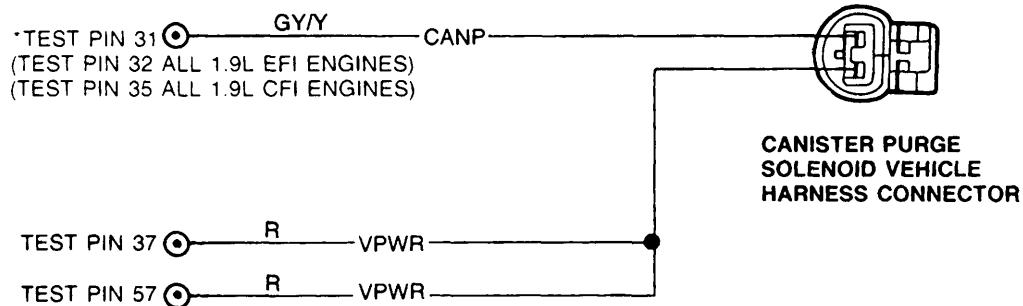 GY/Y
*TEST PIN 31 CANP
(TEST PIN 32 ALL 1.9L EFI ENGINES)
(TEST PIN 35 ALL 1.9L CFI ENGINES)
CANISTER PURGE
SOLENOID VEHICLE
HARNESS CONNECTOR
R
TEST PIN 37 VPWR
R
TEST PIN 57 VPWR